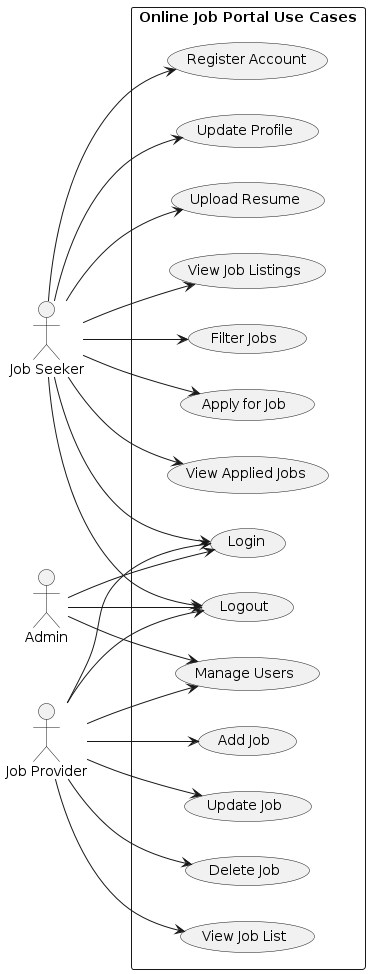 Online Job Portal Use Cases
Register Account
Update Profile
Upload Resume
View Job Listings
Filter Jobs
Job Seeker
Apply for Job
View Applied Jobs
Login
Logout
Admin
Manage Users
Add Job
Job Provider
Update Job
Delete Job
View Job List